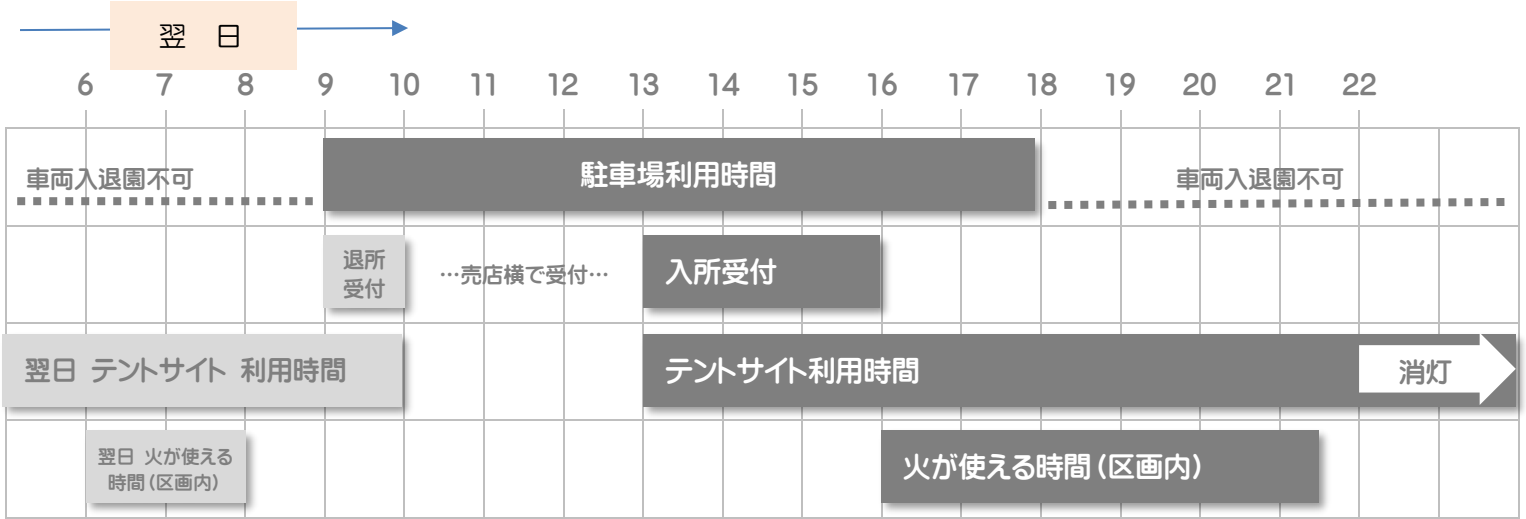 翌 日
6 7 8 9 10 11 12 13 14 15 16 17 18 19 20 21 22
車両入退園不可
駐車場利用時間
車両入退園不可
退所
受付
…売店横で受付…
入所受付
翌日 テントサイト 利用時間
テントサイト利用時間
消灯
翌日 火が使える
時間(区画内)
火が使える時間(区画内)